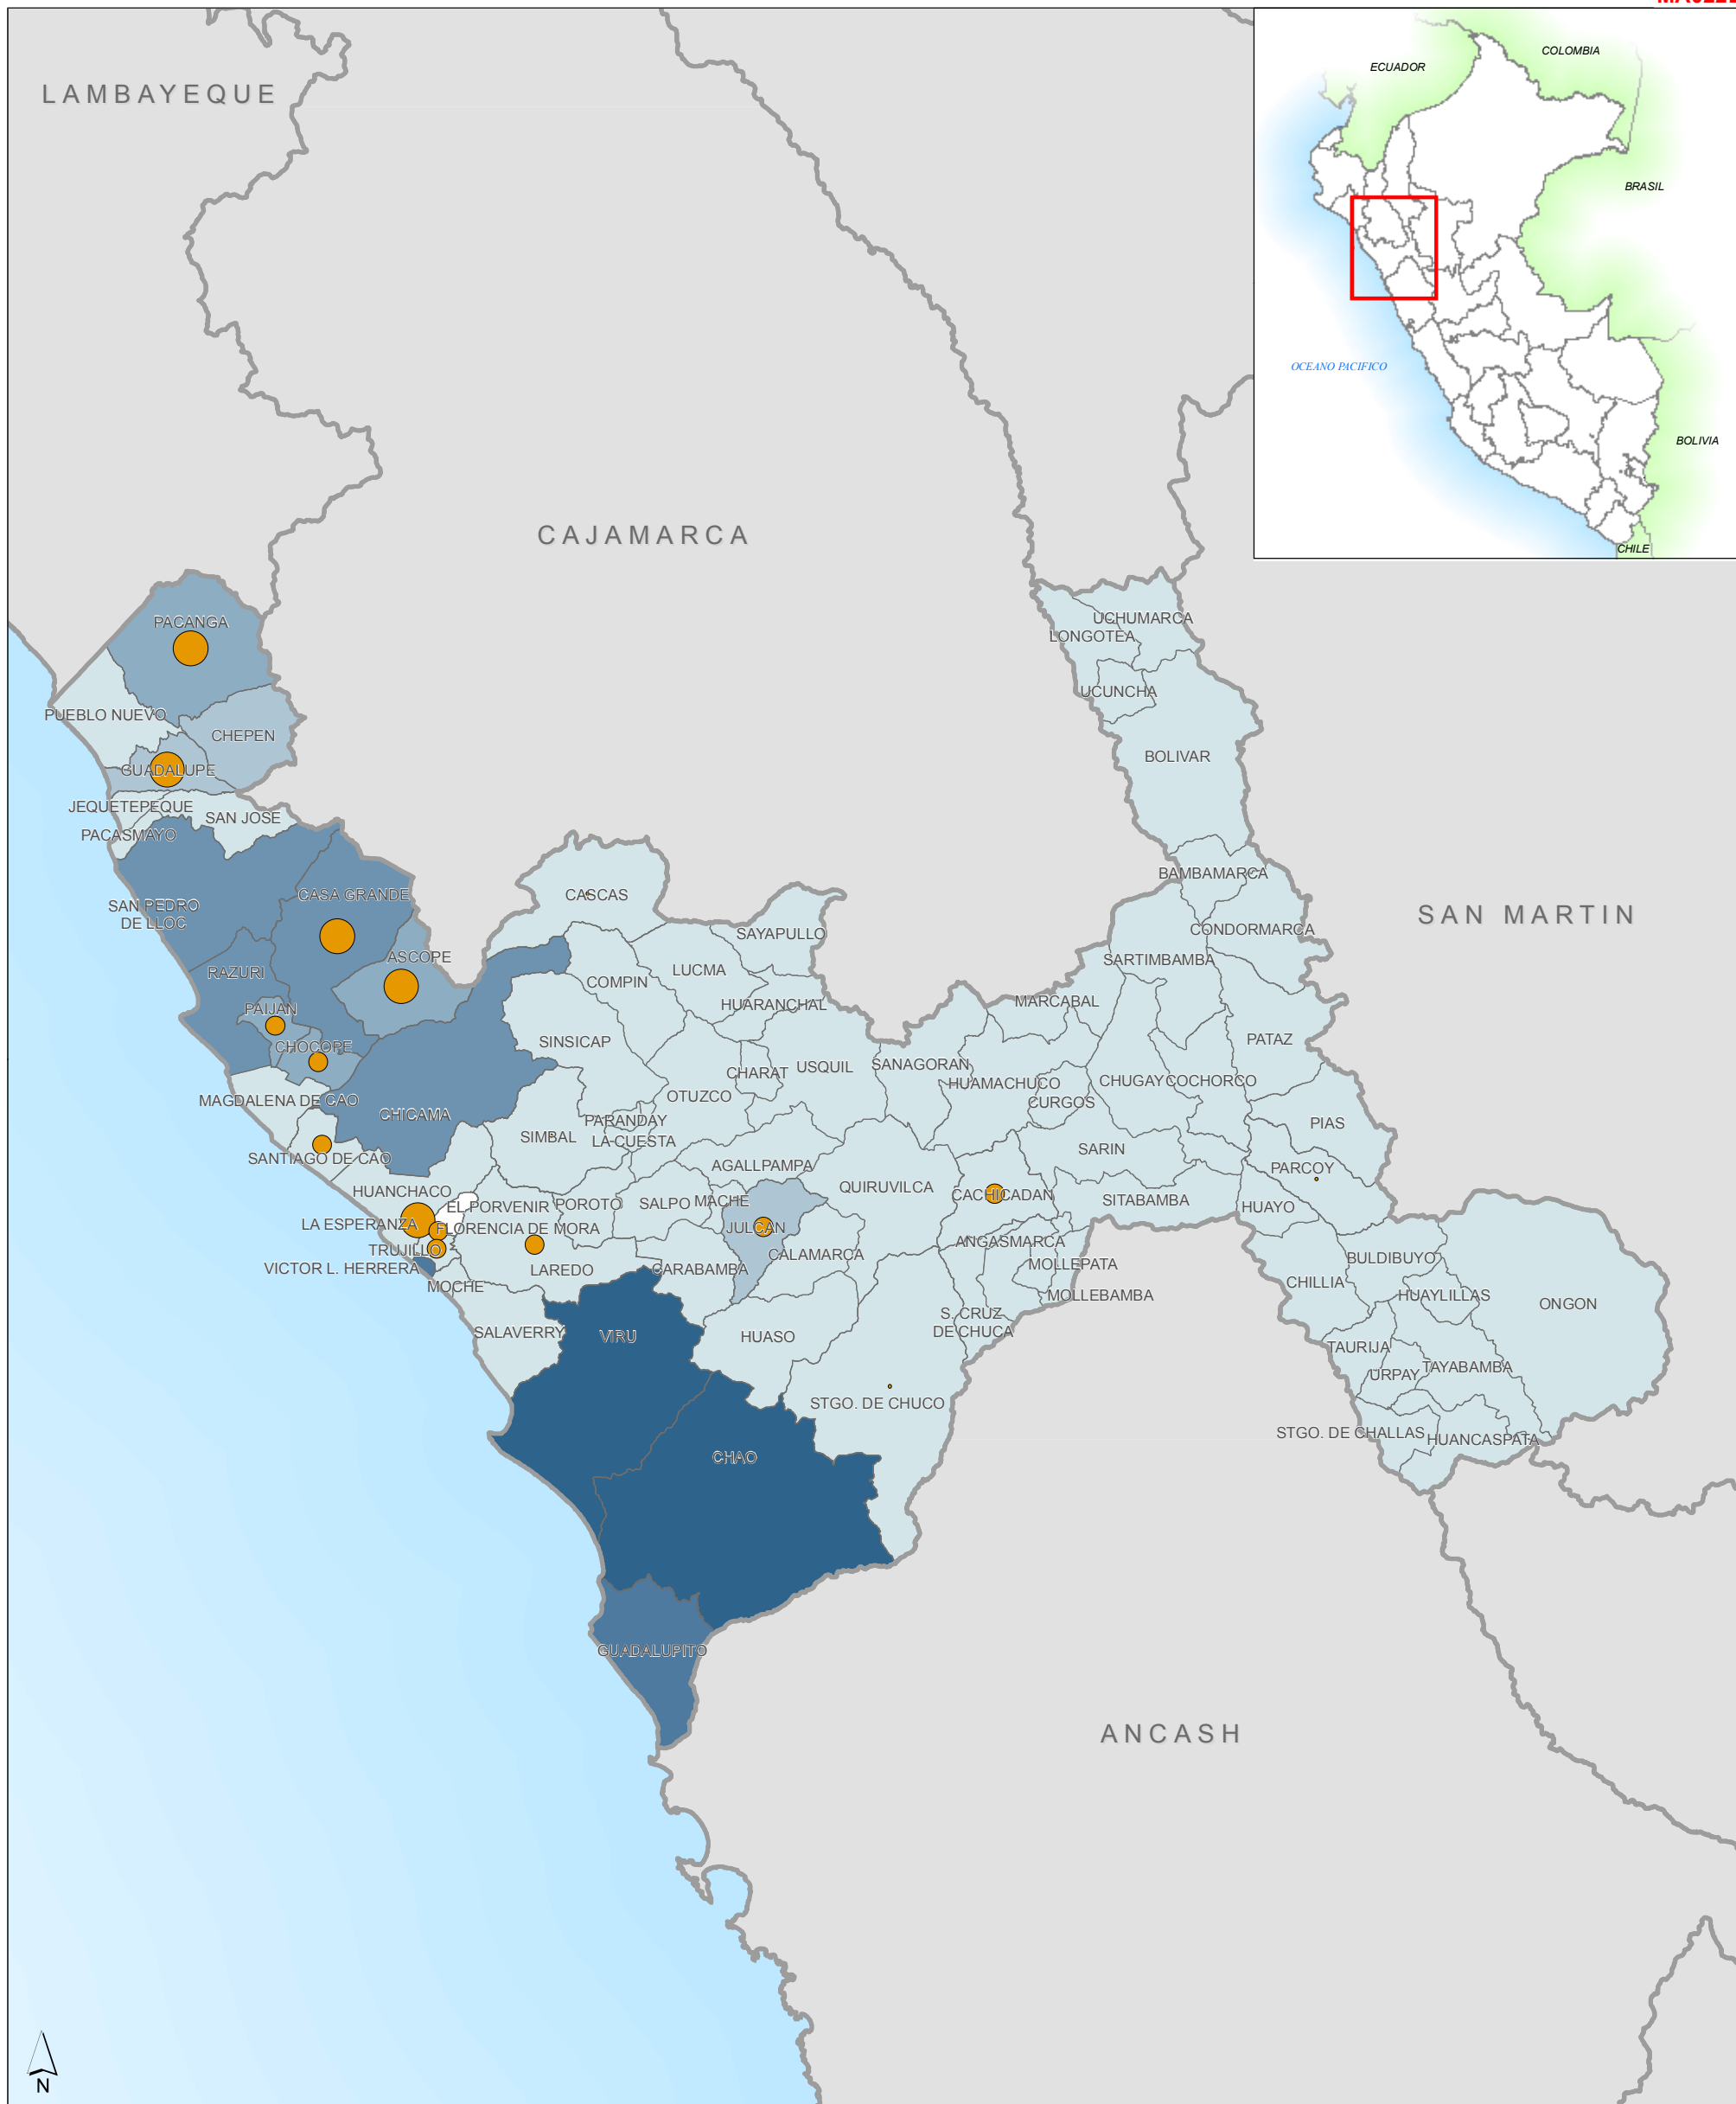 LAMBAYEQUE
COLOMBIA
ECUADOR
BRASIL
OCEANO PACIFICO
BOLIVIA
CHILE
CAJAMARCA
PACANGA
UCHUMARCA
LONGOTEA
UCUNCHA
PUEBLO NUEVO
CHEPEN
BOLIVAR
GUADALUPE
JEQUETEPEQUE
SAN JOSE
PACASMAYO
BAMBAMARCA
CASA GRANDE
CASCAS
SAN PEDRO
DE LLOC
SAN MARTIN
CONDORMARCA
SAYAPULLO
ASCOPE
SARTIMBAMBA
RAZURI
LUCMA
COMPIN
MARCABAL
HUARANCHAL
PAIJAN
PATAZ
SINSICAP
CHOCOPE
USQUIL
SANAGORAN
CHARAT
HUAMACHUCO
CHUGAY
COCHORCO
OTUZCO
CURGOS
MAGDALENA DE CAO
CHICAMA
PARANDAY
PIAS
SIMBAL
LA CUESTA
SARIN
SANTIAGO DE CAO
AGALLPAMPA
PARCOY
HUANCHACO
QUIRUVILCA
CACHICADAN
SITABAMBA
EL PORVENIR
POROTO
SALPO
MACHE
HUAYO
LA ESPERANZA
FLORENCIA DE MORA
JULCAN
ANGASMARCA
TRUJILLO
CALAMARCA
BULDIBUYO
VICTOR L. HERRERA
LAREDO
CARABAMBA
MOLLEPATA
MOCHE
CHILLIA
MOLLEBAMBA
HUAYLILLAS
ONGON
S. CRUZ
DE CHUCA
SALAVERRY
VIRU
HUASO
TAURIJA
TAYABAMBA
URPAY
STGO. DE CHUCO
STGO. DE CHALLAS
HUANCASPATA
CHAO
GUADALUPITO
ANCASH
N